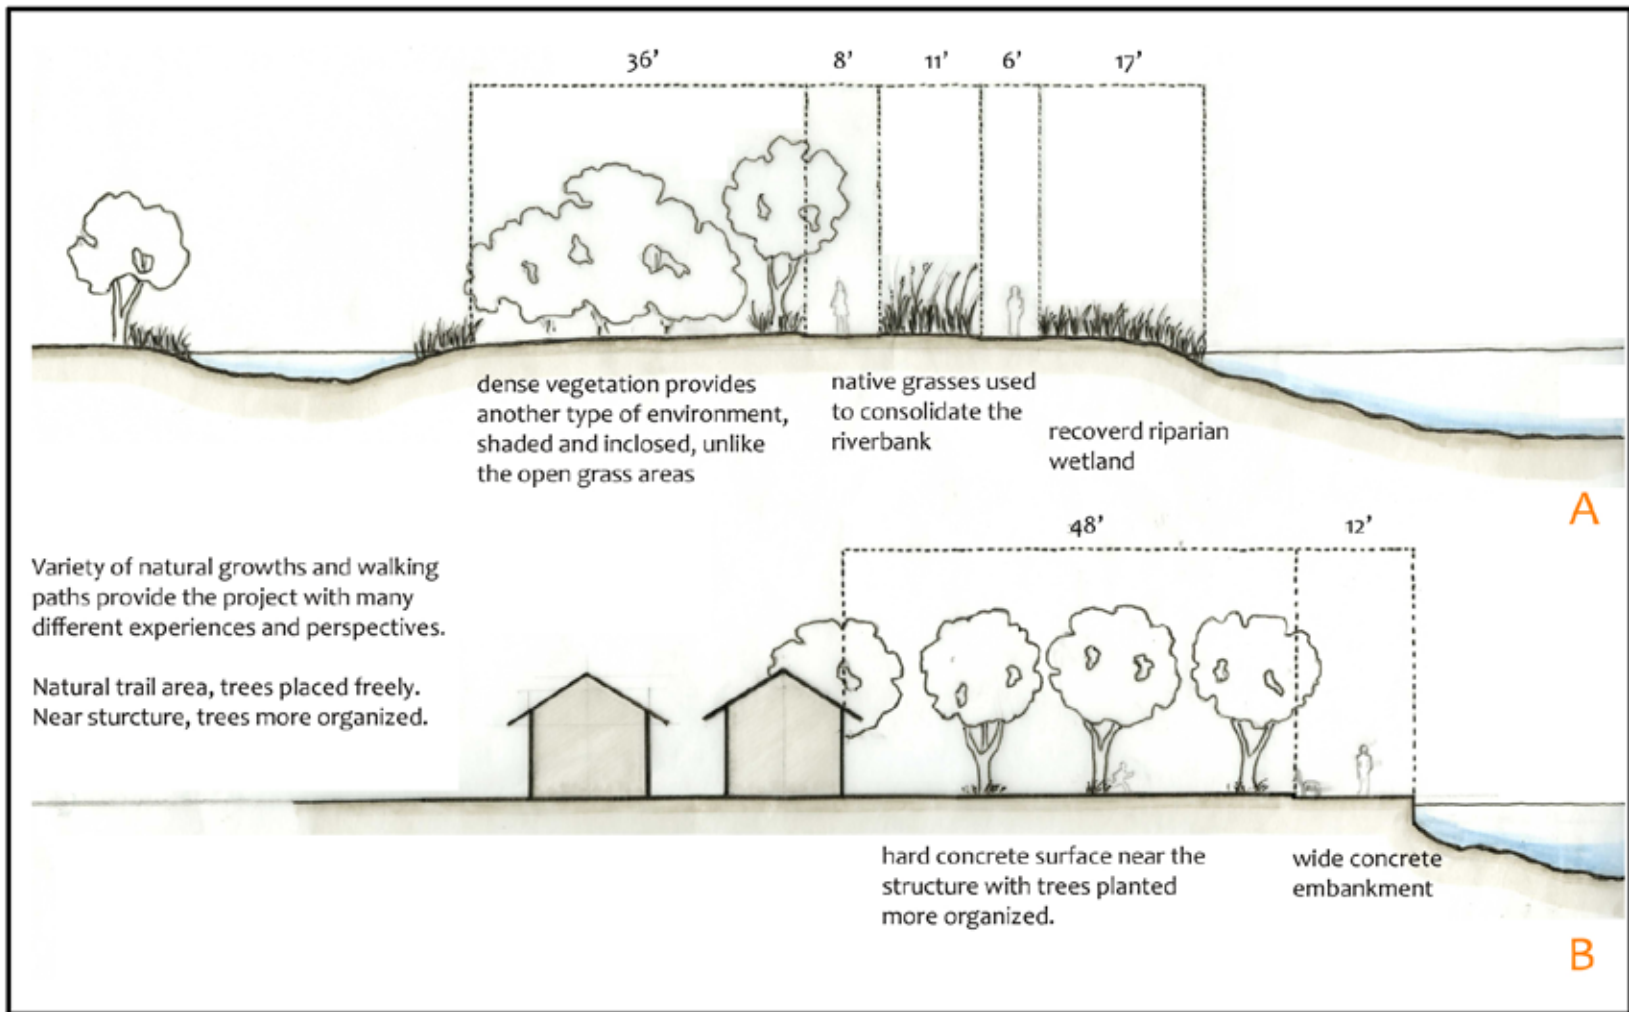 36’ 8’ 11’ 6’ 17’
dense vegetation provides
another type of environment,
shaded and inclosed, unlike
the open grass areas
native grasses used
to consolidate the
riverbank
recoverd riparian
wetland
A
48’ 12’
Variety of natural growths and walking
paths provide the project with many
different experiences and perspectives.
Natural trail area, trees placed freely.
Near sturcture, trees more organized.
hard concrete surface near the
structure with trees planted
more organized.
wide concrete
embankment
B